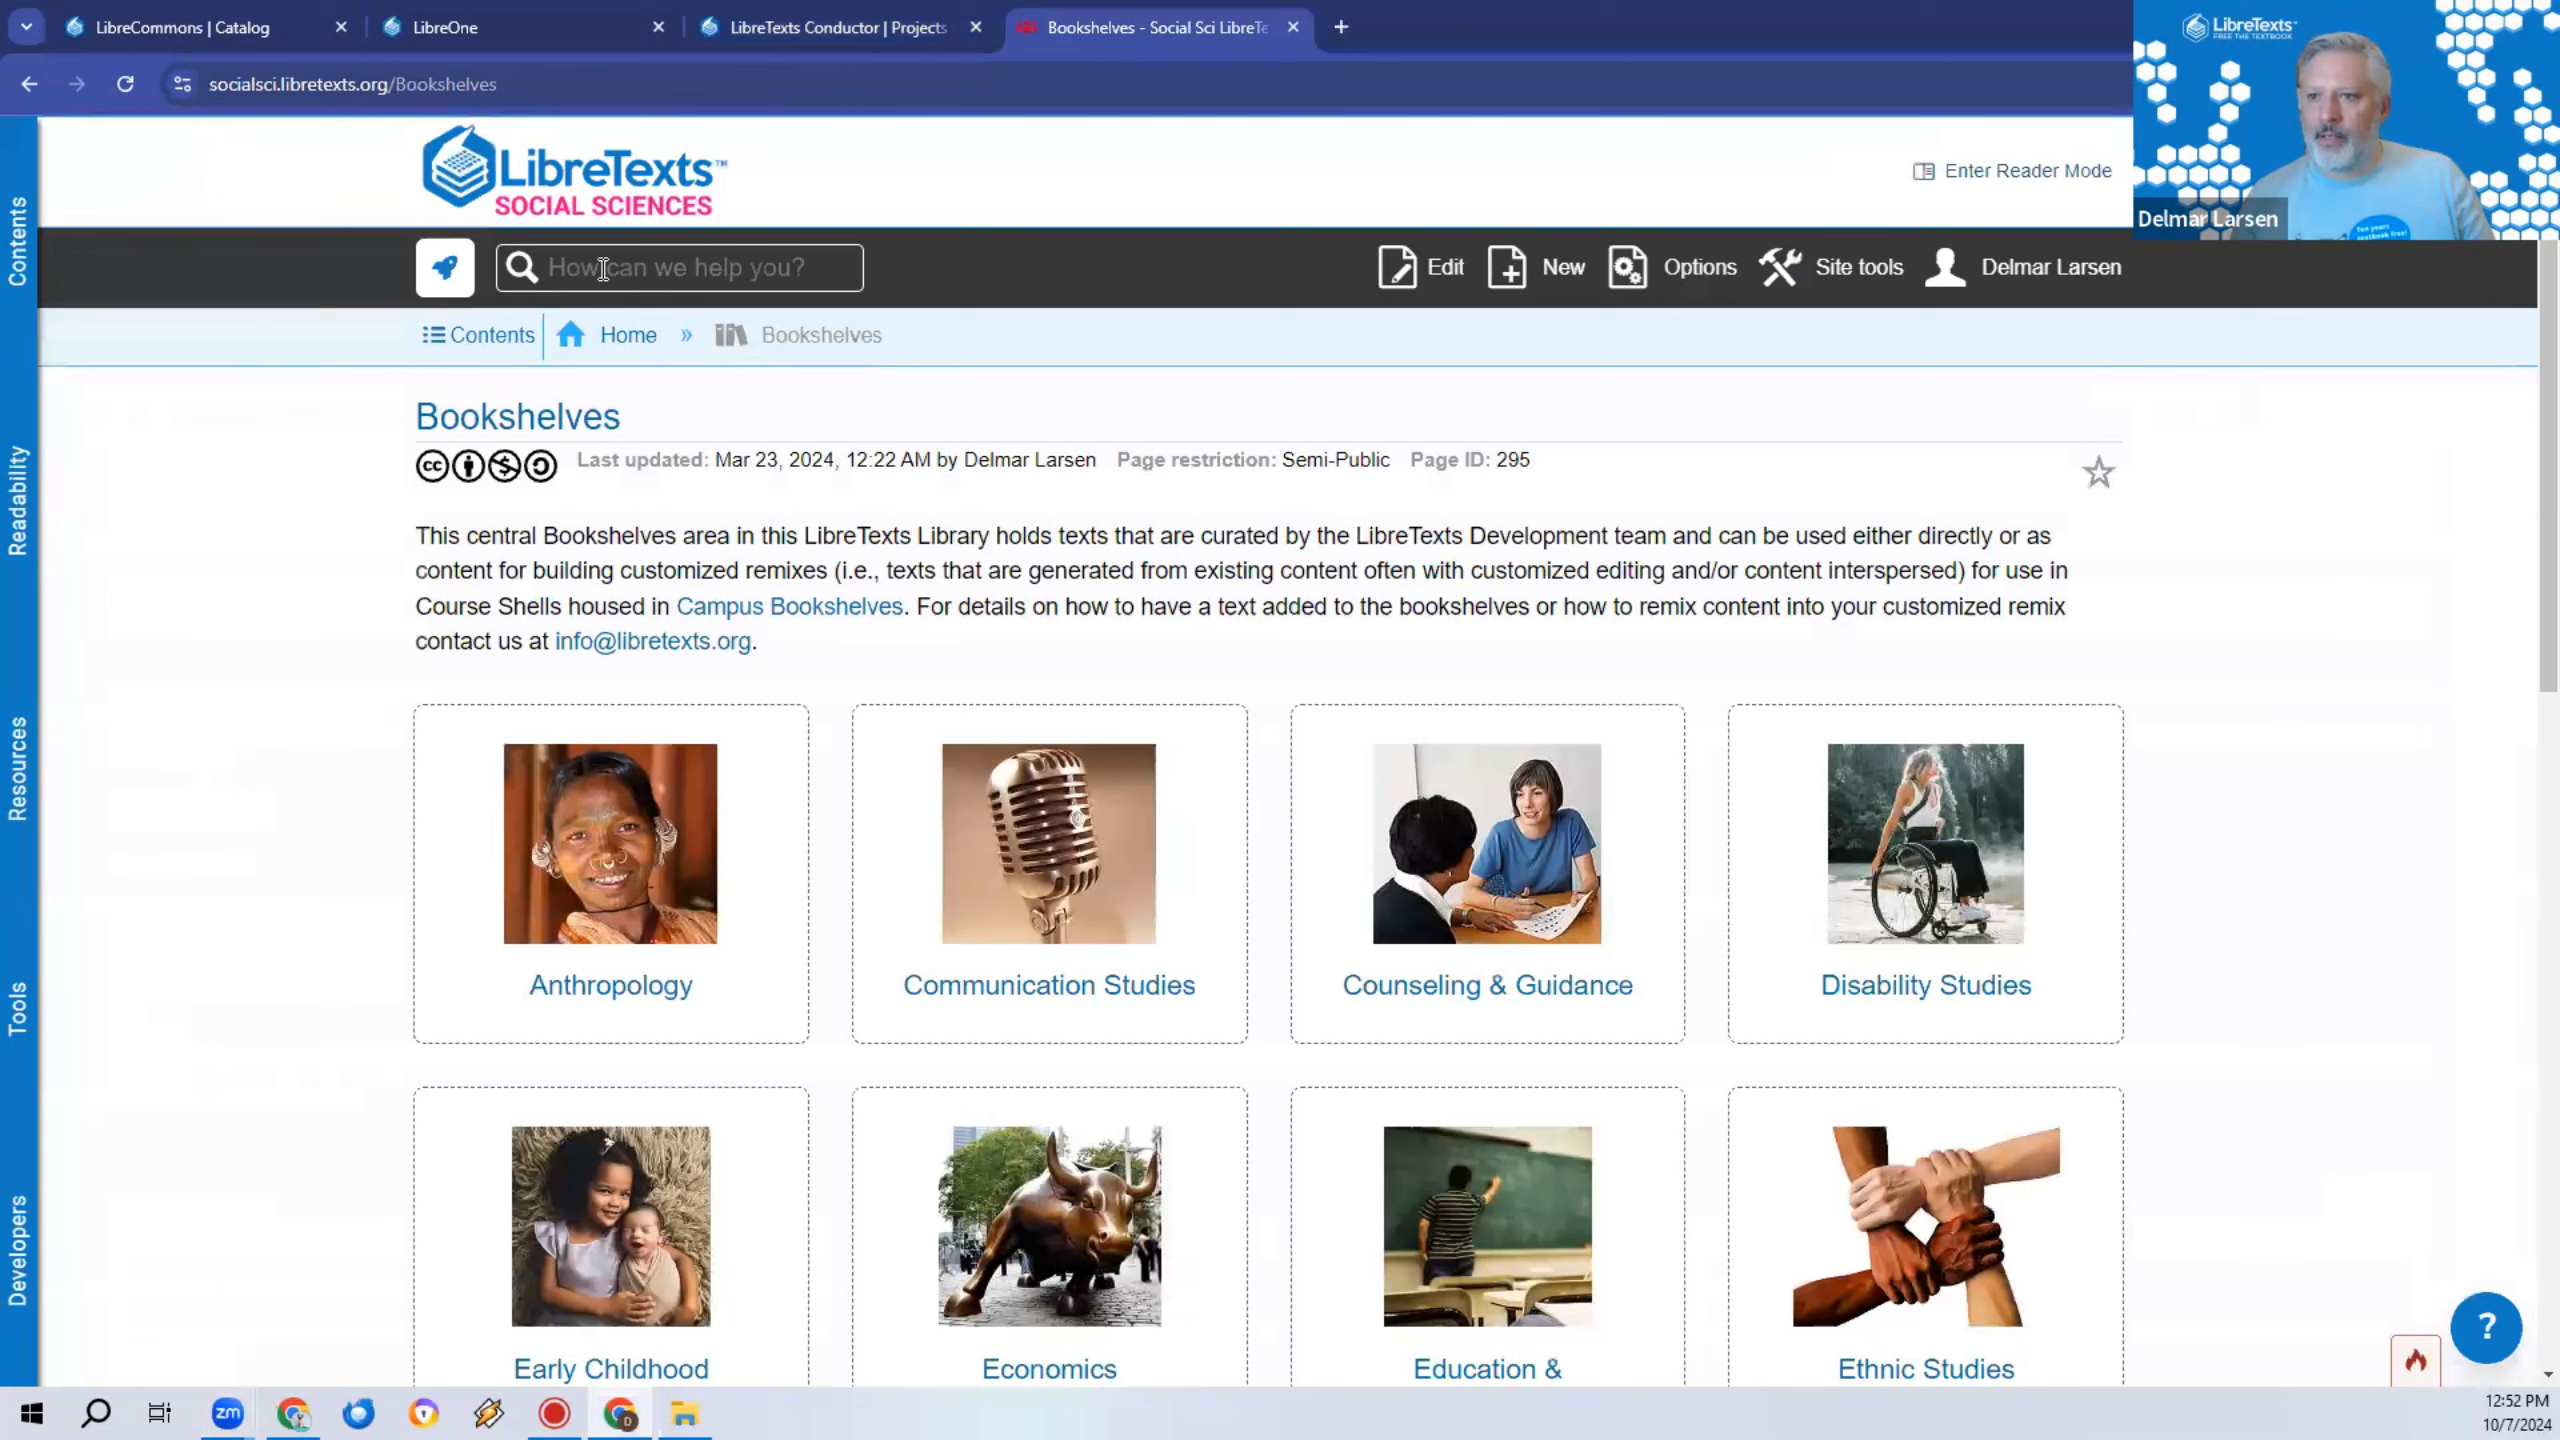 LibreCommons | Catalog
LibreOne
LibreTexts Conductor | Projects
Bookshelves - Social Sci LibreTe
socialsci.libretexts.org/Bookshelves
LibreTexts™
FREE THE TEXTBOOK
Delmar Larsen
LibreTexts™
SOCIAL SCIENCES
Enter Reader Mode
How can we help you?
Edit
New
Options
Site tools
Delmar Larsen
Contents
Home
»
Bookshelves
Contents
Readability
Resources
Tools
Developers
Bookshelves
cc
Last updated: Mar 23, 2024, 12:22 AM by Delmar Larsen Page restriction: Semi-Public Page ID: 295
This central Bookshelves area in this LibreTexts Library holds texts that are curated by the LibreTexts Development team and can be used either directly or as
content for building customized remixes (i.e., texts that are generated from existing content often with customized editing and/or content interspersed) for use in
Course Shells housed in Campus Bookshelves. For details on how to have a text added to the bookshelves or how to remix content into your customized remix
contact us at info@libretexts.org.
Anthropology
Communication Studies
Counseling & Guidance
Disability Studies
Early Childhood
Economics
Education &
Ethnic Studies
?
zm
D
12:52 PM
10/7/2024